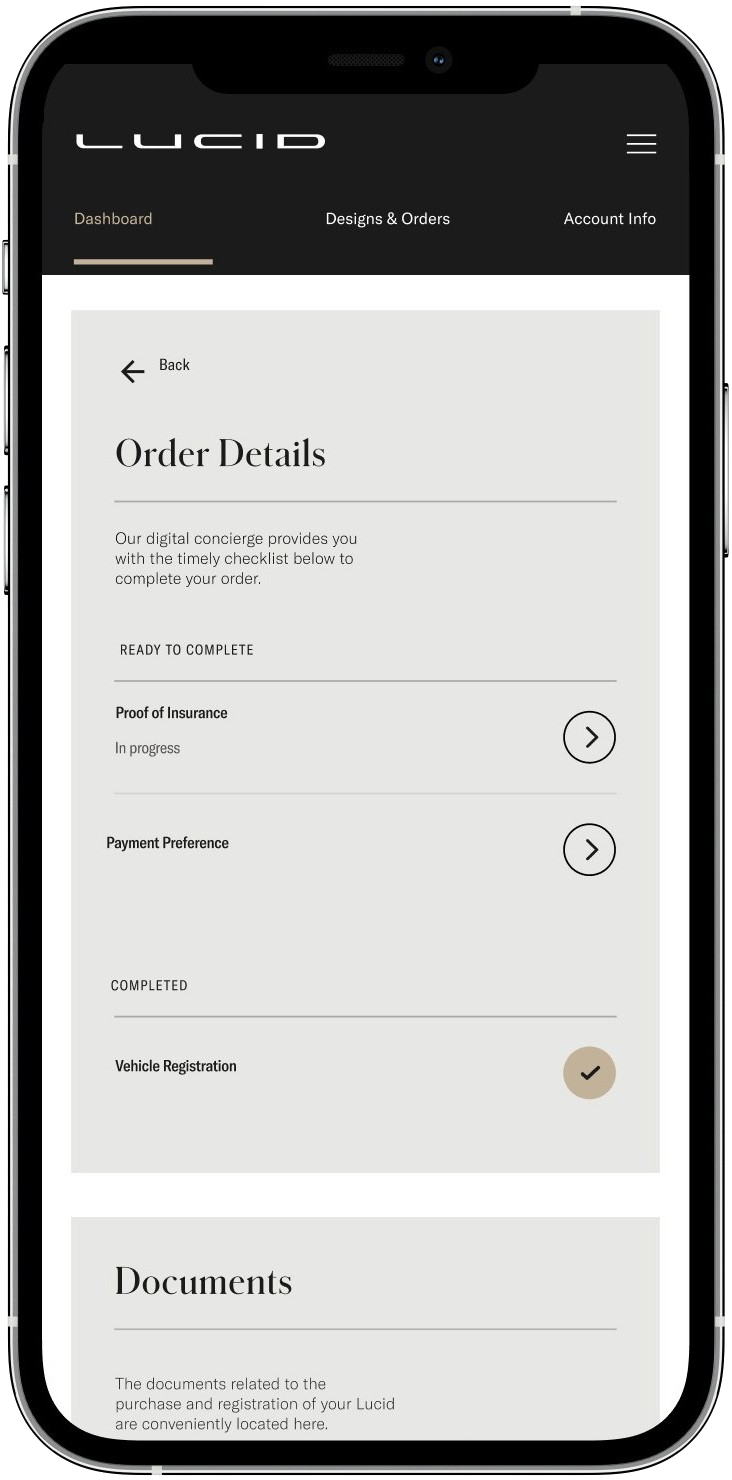 LUCID
Dashboard Designs & Orders Account Info
Back
Order Details
Our digital concierge provides you
with the timely checklist below to
complete your order.
READY TO COMPLETE
Proof of Insurance
In progress
Payment Preference
COMPLETED
Vehicle Registration
Documents
The documents related to the
purchase and registration of your Lucid
are conveniently located here.